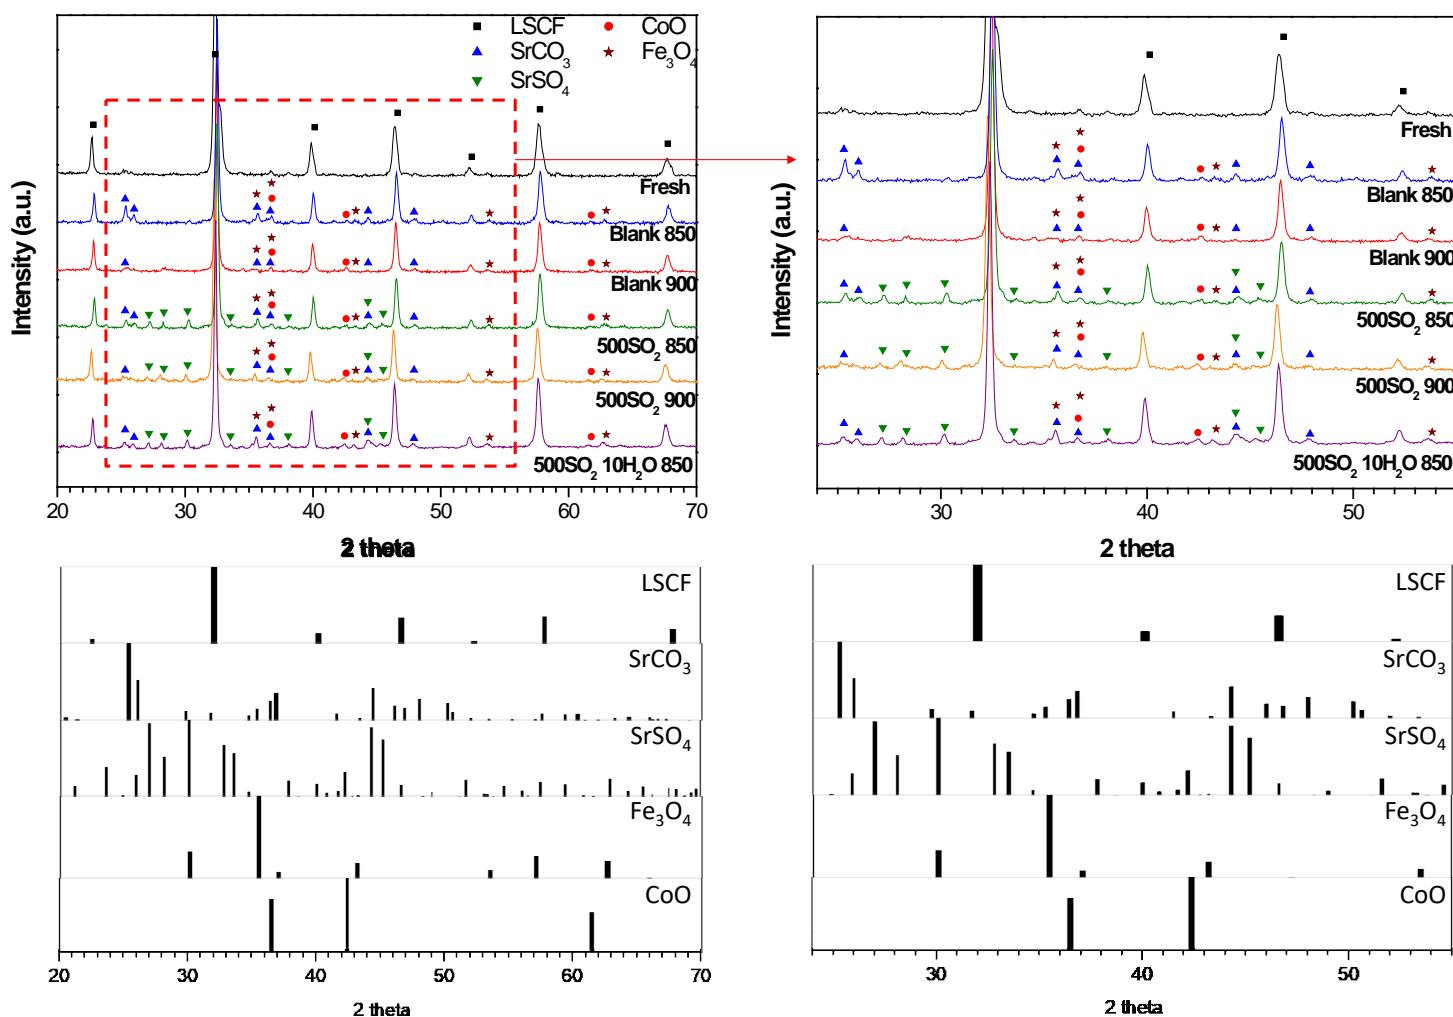 LSCF
CoO
SrCO3
Fe3O4
SrSO4
Fresh
Blank 850
Blank 900
500SO2 850
500SO2 900
500SO2 10H2O 850
Intensity (a.u.)
20 30 40 50 60 70
2 theta
Fresh
Blank 850
Blank 900
500SO2 850
500SO2 900
500SO2 10H2O 850
Intensity (a.u.)
30 40 50
2 theta
LSCF
SrCO3
SrSO4
Fe3O4
CoO
20 30 40 50 60 70
2 theta
LSCF
SrCO3
SrSO4
Fe3O4
CoO
30 40 50
2 theta